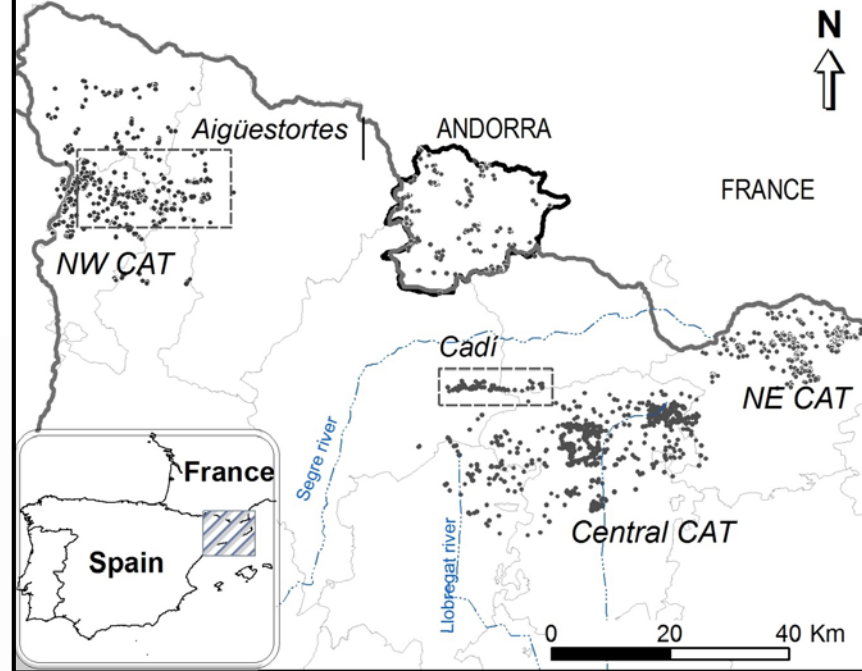 N
Aigüestortes
ANDORRA
FRANCE
NW CAT
Cadí
NE CAT
Segre river
France
Central CAT
Spain
Llobregat river
0 20 40 Km